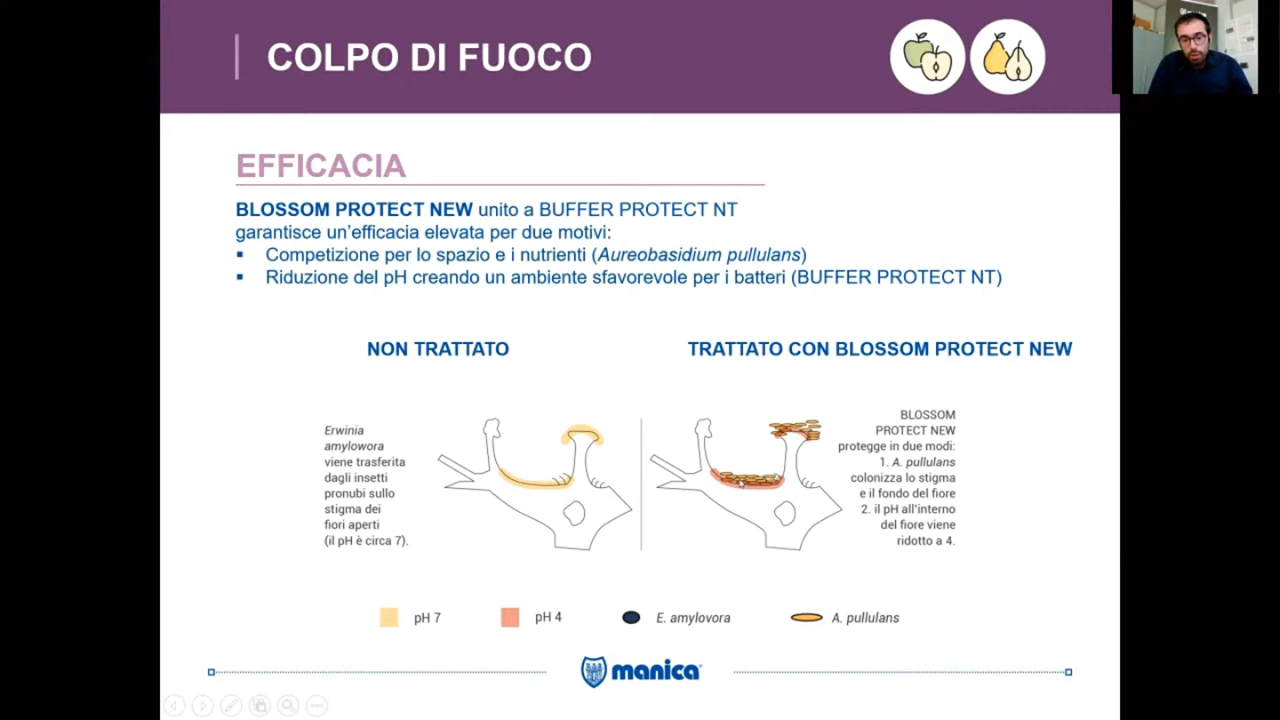 COLPO DI FUOCO
EFFICACIA
BLOSSOM PROTECT NEW unito a BUFFER PROTECT NT
garantisce un'efficacia elevata per due motivi:
▪ Competizione per lo spazio e i nutrienti (Aureobasidium pullulans)
▪ Riduzione del pH creando un ambiente sfavorevole per i batteri (BUFFER PROTECT NT)
NON TRATTATO
TRATTATO CON BLOSSOM PROTECT NEW
Erwinia
amylowora
viene trasferita
dagli insetti
pronubi sullo
stigma dei
fiori aperti
(il pH è circa 7).
BLOSSOM
PROTECT NEW
protegge in due modi:
1. A. pullulans
colonizza lo stigma
e il fondo del fiore
2. il pH all'interno
del fiore viene
ridotto a 4.
pH 7
pH 4
E. amylovora
A. pullulans
manica